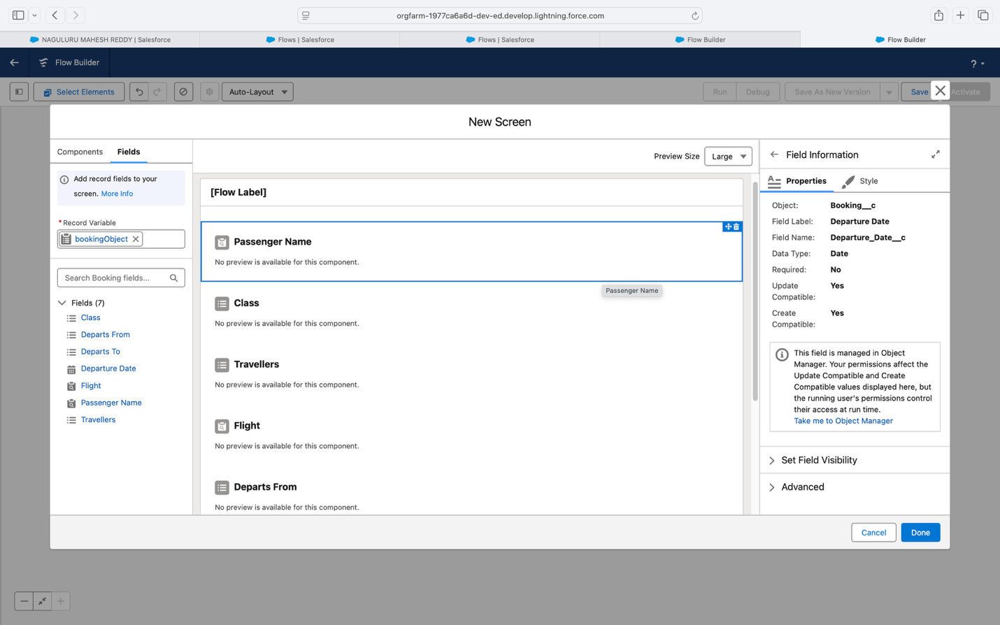 orgfarm-1977ca6a6d-dev-ed.develop.lightning.force.com
NAGULURU MAHESH REDDY | Salesforce
Flows | Salesforce
Flows | Salesforce
Flow Builder
Flow Builder
Flow Builder
?
Select Elements
Auto-Layout
Run
Debug
Save As New Version
Save
Activate
New Screen
Components
Fields
Add record fields to your
screen. More Info
* Record Variable
bookingObject
Search Booking fields...
Fields (7)
Class
Departs From
Departs To
Departure Date
Flight
Passenger Name
Travellers
Preview Size
Large
[Flow Label]
Passenger Name
No preview is available for this component.
Passenger Name
Class
No preview is available for this component.
Travellers
No preview is available for this component.
Flight
No preview is available for this component.
Departs From
No preview is available for this component.
Field Information
Properties
Style
Object: Booking__c
Field Label: Departure Date
Field Name: Departure_Date__c
Data Type: Date
Required: No
Update Yes
Compatible:
Create Yes
Compatible:
This field is managed in Object
Manager. Your permissions affect the
Update Compatible and Create
Compatible values displayed here, but
the running user's permissions control
their access at run time.
Take me to Object Manager
Set Field Visibility
Advanced
Cancel
Done